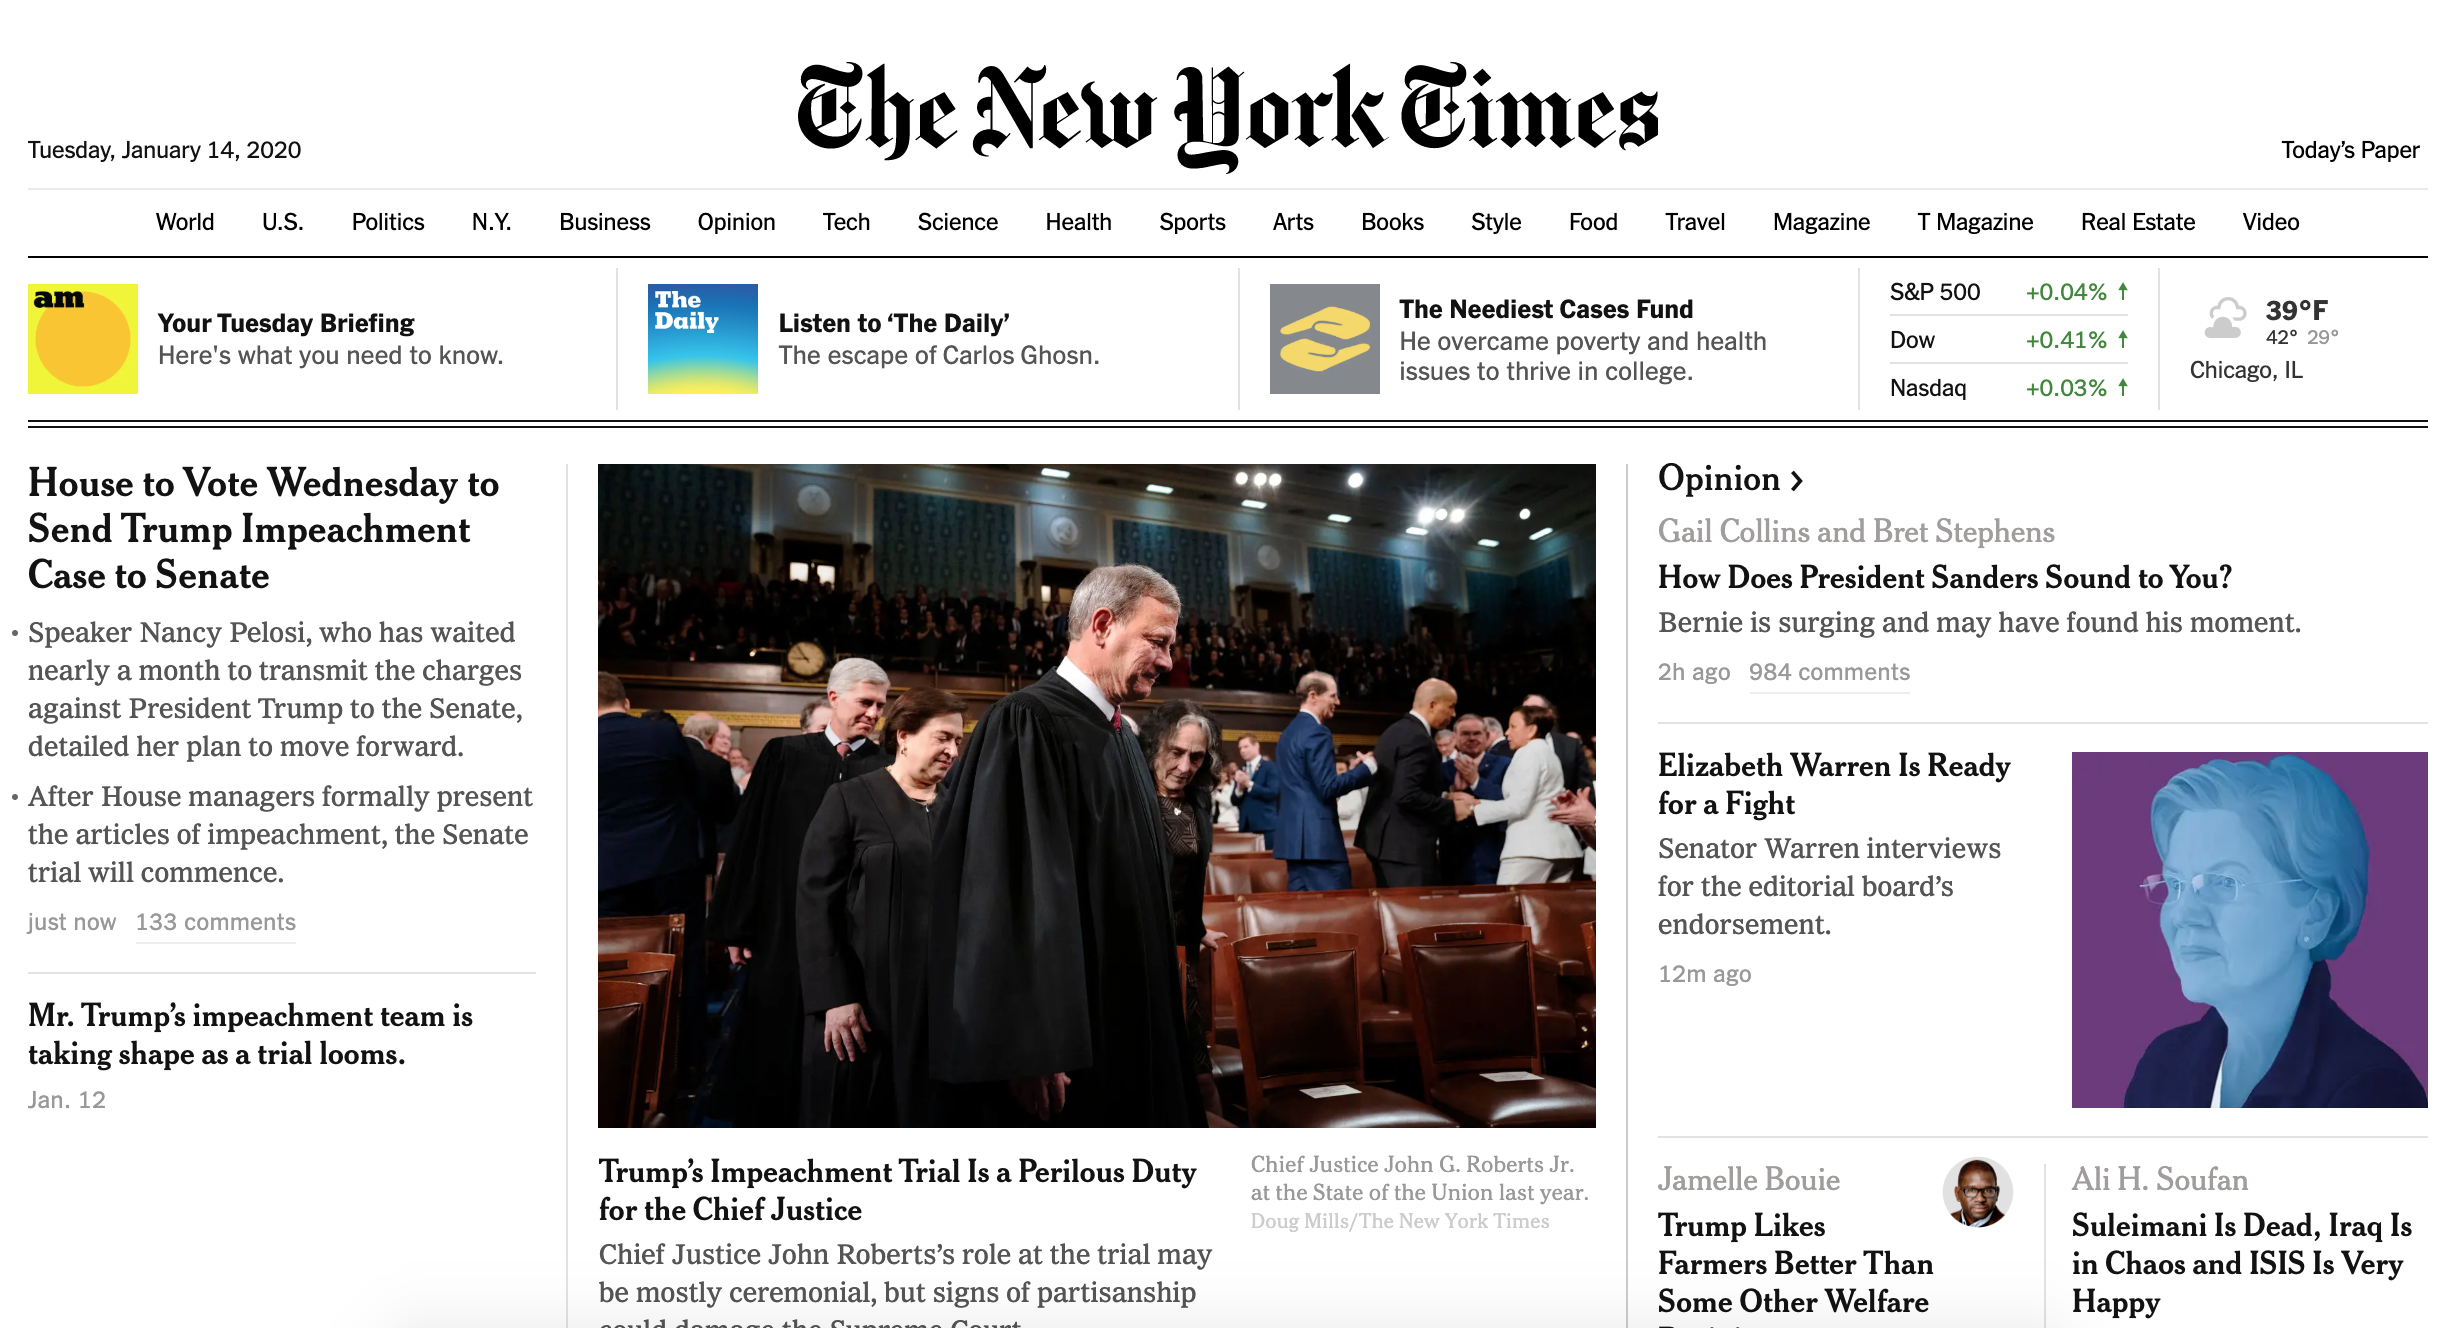 The New York Times
Tuesday, January 14, 2020
Today's Paper
World U.S. Politics N.Y. Business Opinion Tech Science Health Sports Arts Books Style Food Travel Magazine T Magazine Real Estate Video
am
Your Tuesday Briefing
Here's what you need to know.
The
Daily
Listen to ‘The Daily’
The escape of Carlos Ghosn.
The Neediest Cases Fund
He overcame poverty and health
issues to thrive in college.
S&P 500 +0.04% ↑
Dow +0.41% ↑
Nasdaq +0.03% ↑
39°F
42° 29°
Chicago, IL
House to Vote Wednesday to
Send Trump Impeachment
Case to Senate
• Speaker Nancy Pelosi, who has waited
nearly a month to transmit the charges
against President Trump to the Senate,
detailed her plan to move forward.
• After House managers formally present
the articles of impeachment, the Senate
trial will commence.
just now 133 comments
Mr. Trump’s impeachment team is
taking shape as a trial looms.
Jan. 12
Trump’s Impeachment Trial Is a Perilous Duty
for the Chief Justice
Chief Justice John Roberts’s role at the trial may
be mostly ceremonial, but signs of partisanship
could damage the Supreme Court
Chief Justice John G. Roberts Jr.
at the State of the Union last year.
Doug Mills/The New York Times
Opinion >
Gail Collins and Bret Stephens
How Does President Sanders Sound to You?
Bernie is surging and may have found his moment.
2h ago 984 comments
Elizabeth Warren Is Ready
for a Fight
Senator Warren interviews
for the editorial board’s
endorsement.
12m ago
Jamelle Bouie
Trump Likes
Farmers Better Than
Some Other Welfare
Ali H. Soufan
Suleimani Is Dead, Iraq Is
in Chaos and ISIS Is Very
Happy